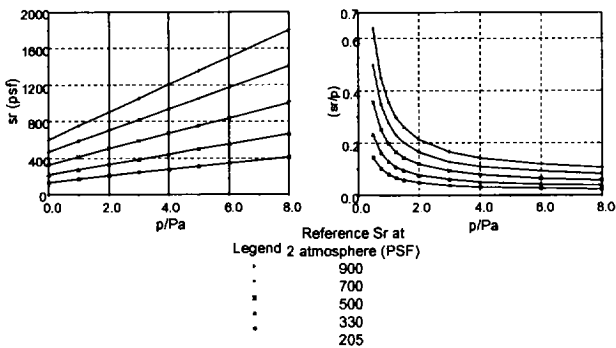 2000
1600
1200
800
400
0
sr (psf)
0.0 2.0 4.0 6.0 8.0
p/Pa
0.7
0.4
0.2
0.0
(sr/p)
0.0 2.0 4.0 6.0 8.0
p/Pa
Reference Sr at
Legend 2 atmosphere (PSF)
900
700
500
330
205